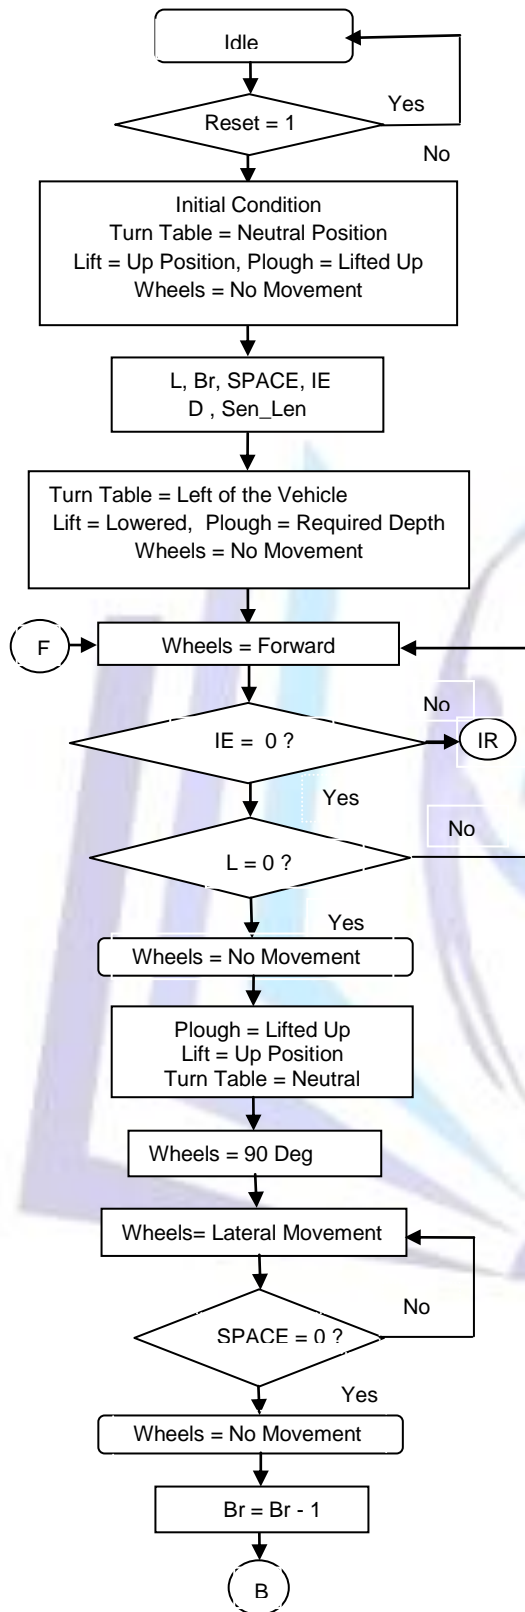 Idle
Yes
Reset = 1
No
Initial Condition
Turn Table = Neutral Position
Lift = Up Position, Plough = Lifted Up
Wheels = No Movement
L, Br, SPACE, IE
D , Sen_Len
Turn Table = Left of the Vehicle
Lift = Lowered, Plough = Required Depth
Wheels = No Movement
F
Wheels = Forward
No
IE = 0 ?
IR
Yes
No
L = 0 ?
Yes
Wheels = No Movement
Plough = Lifted Up
Lift = Up Position
Turn Table = Neutral
Wheels = 90 Deg
Wheels= Lateral Movement
No
SPACE = 0 ?
Yes
Wheels = No Movement
Br = Br - 1
B